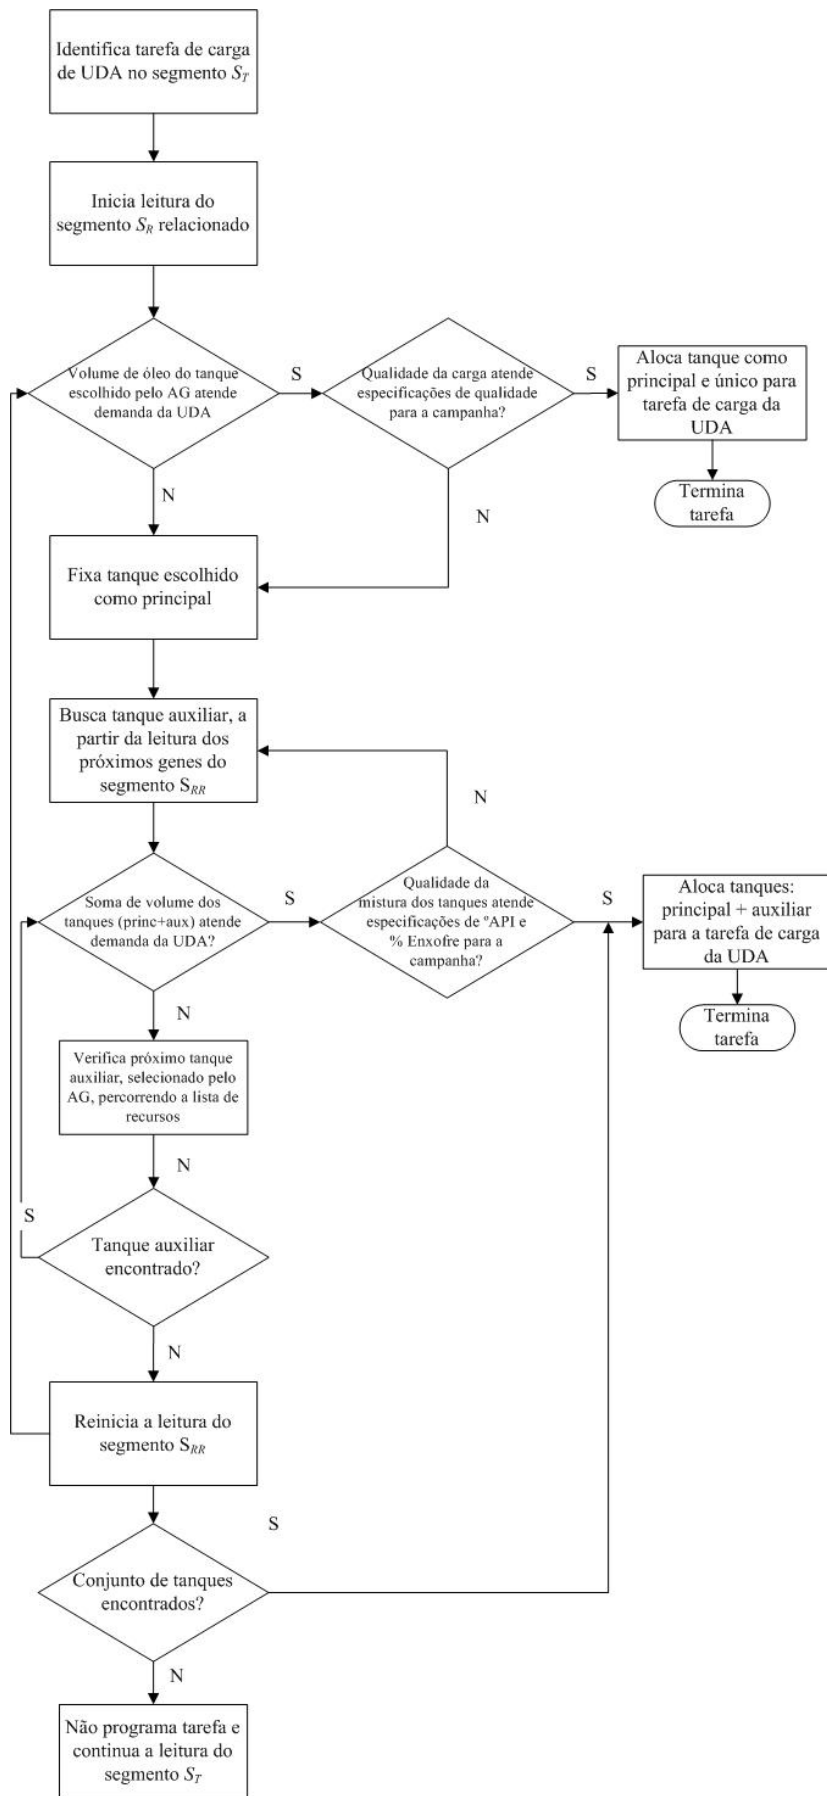 Identifica tarefa de carga
de UDA no segmento S_T
Inicia leitura do
segmento S_R relacionado
Volume de óleo do tanque
escolhido pelo AG atende
demanda da UDA
S
Qualidade da carga atende
especificações de qualidade
para a campanha?
S
Aloca tanque como
principal e único para
tarefa de carga da
UDA
Termina
tarefa
N
N
Fixa tanque escolhido
como principal
Busca tanque auxiliar, a
partir da leitura dos
próximos genes do
segmento S_RR
N
Soma de volume dos
tanques (princ+aux) atende
demanda da UDA?
S
Qualidade da
mistura dos tanques atende
especificações de ºAPI e
% Enxofre para a
campanha?
S
Aloca tanques:
principal + auxiliar
para a tarefa de carga
da UDA
Termina
tarefa
N
Verifica próximo tanque
auxiliar, selecionado pelo
AG, percorrendo a lista de
recursos
N
S
Tanque auxiliar
encontrado?
N
Reinicia a leitura do
segmento S_RR
S
Conjunto de tanques
encontrados?
N
Não programa tarefa e
continua a leitura do
segmento S_T